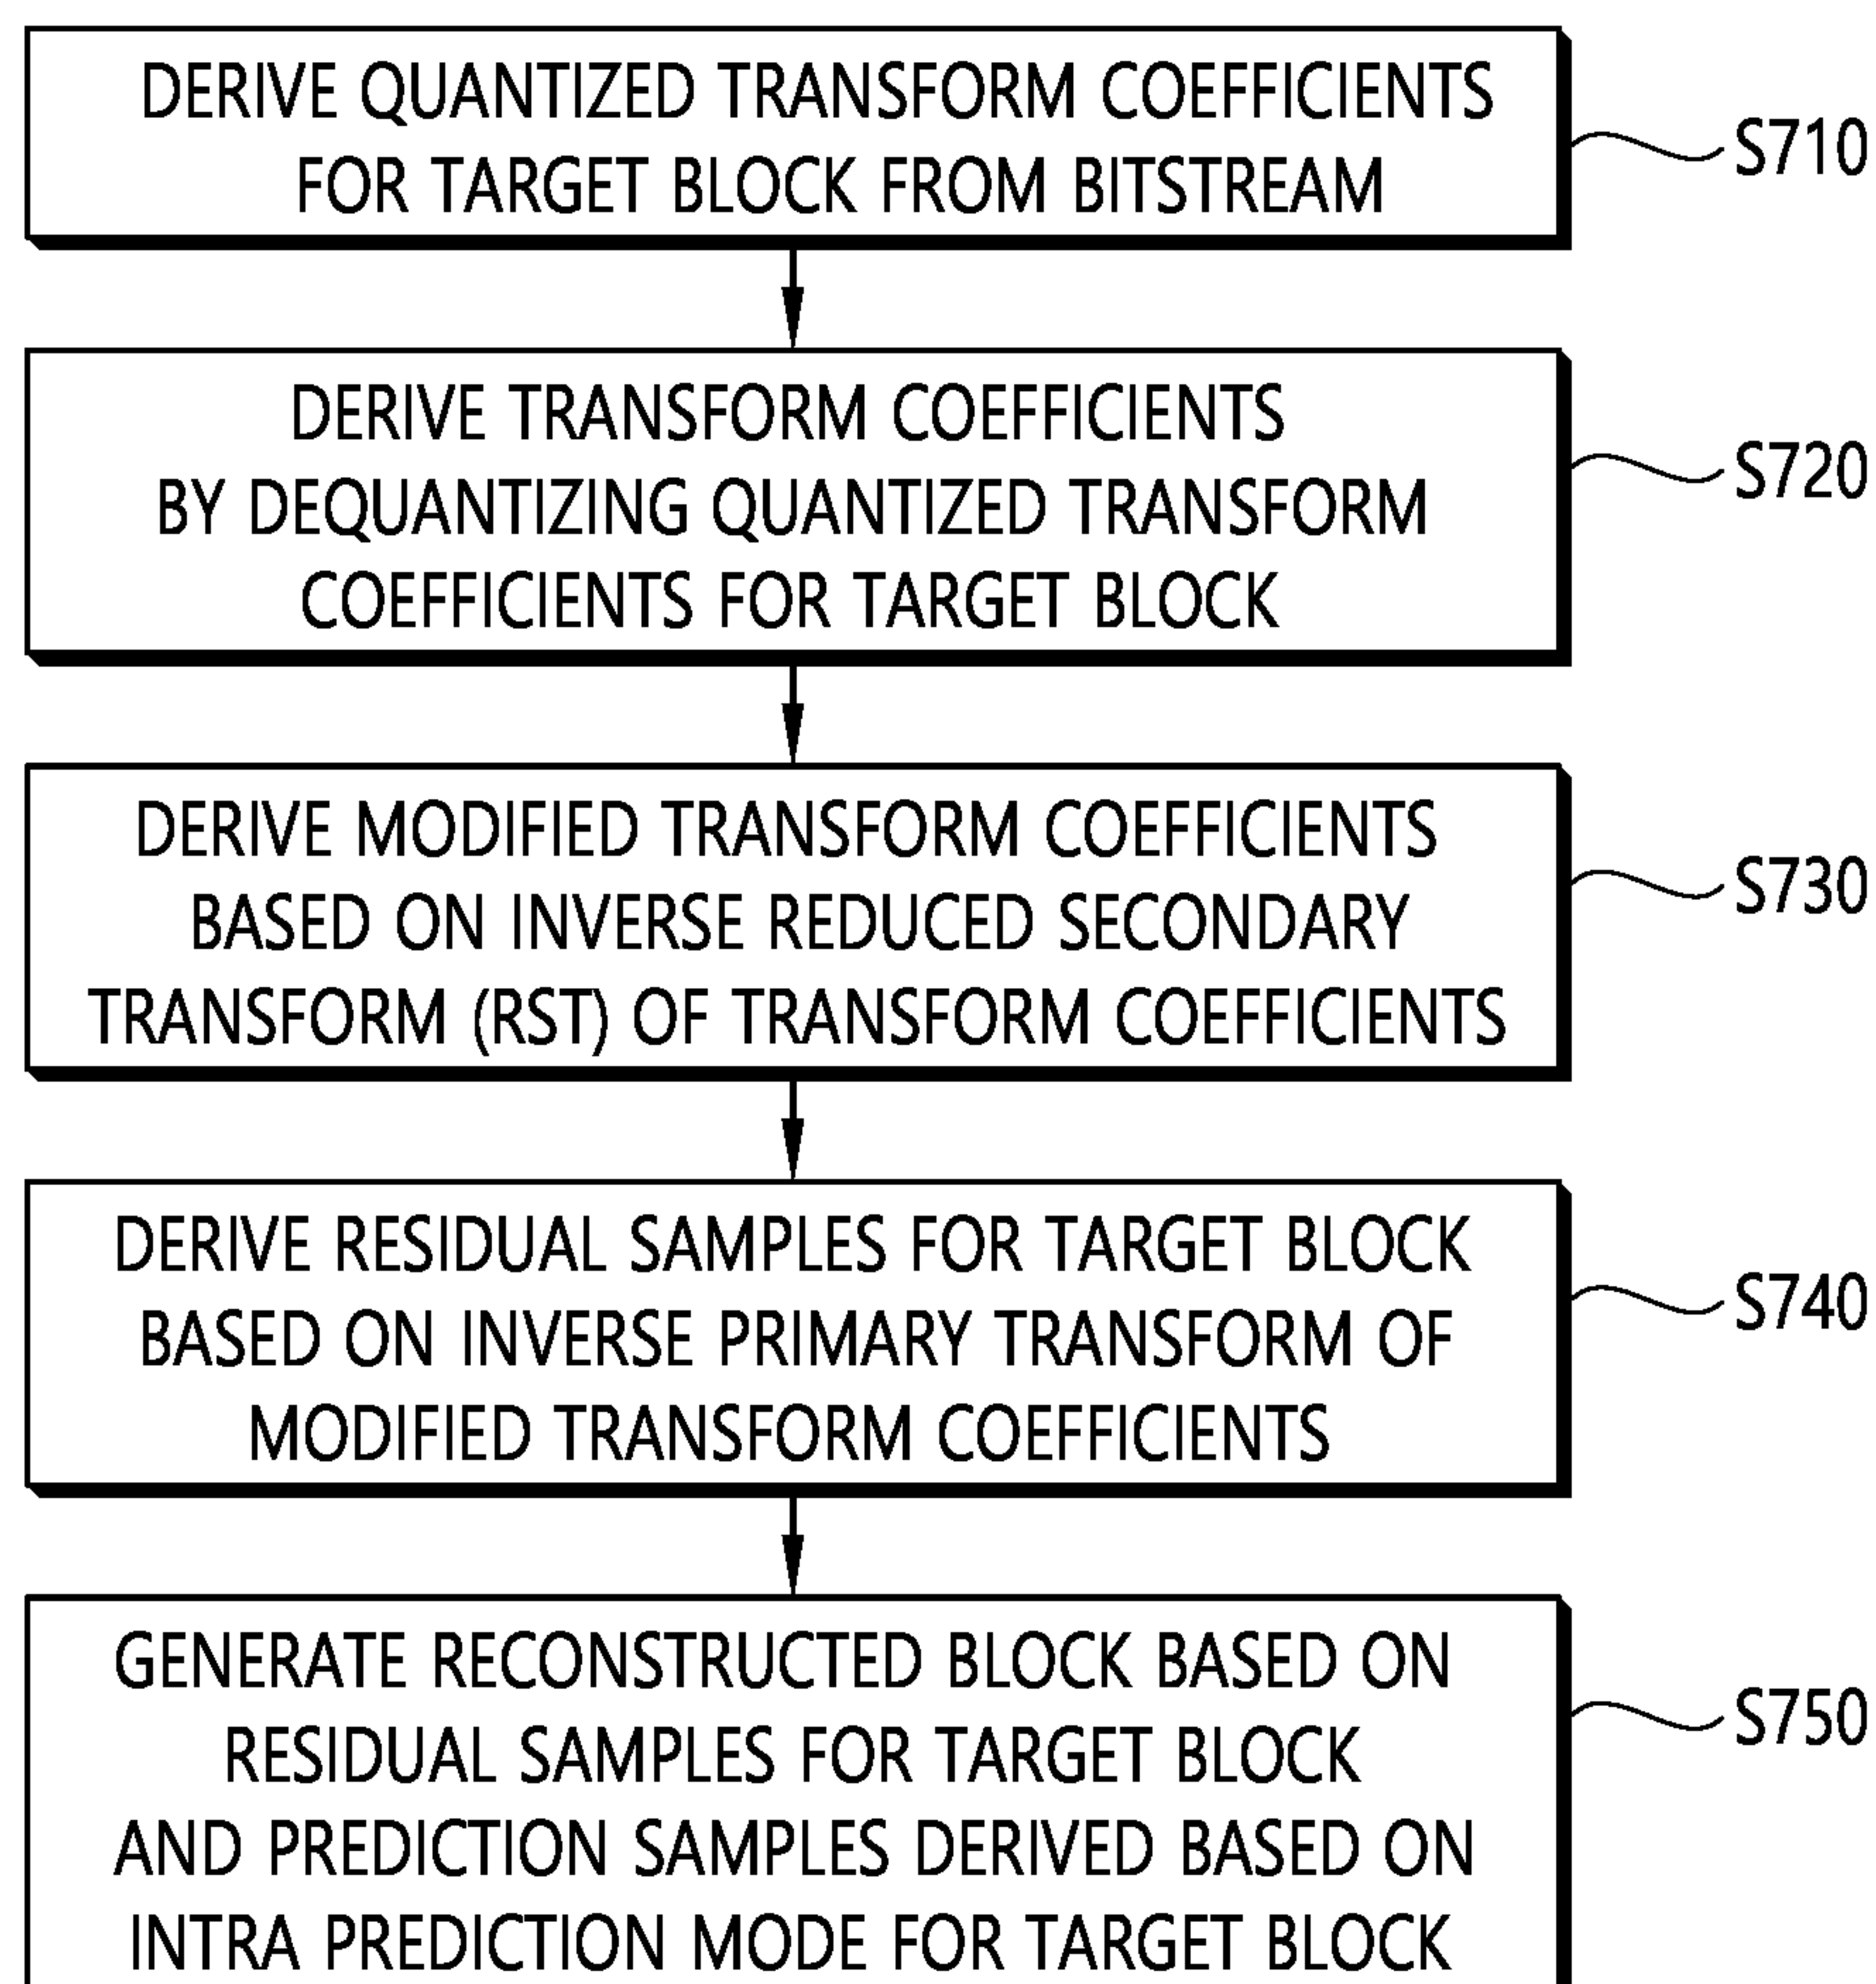 DERIVE QUANTIZED TRANSFORM COEFFICIENTS
FOR TARGET BLOCK FROM BITSTREAM
S710
DERIVE TRANSFORM COEFFICIENTS
BY DEQUANTIZING QUANTIZED TRANSFORM
COEFFICIENTS FOR TARGET BLOCK
S720
DERIVE MODIFIED TRANSFORM COEFFICIENTS
BASED ON INVERSE REDUCED SECONDARY
TRANSFORM (RST) OF TRANSFORM COEFFICIENTS
S730
DERIVE RESIDUAL SAMPLES FOR TARGET BLOCK
BASED ON INVERSE PRIMARY TRANSFORM OF
MODIFIED TRANSFORM COEFFICIENTS
S740
GENERATE RECONSTRUCTED BLOCK BASED ON
RESIDUAL SAMPLES FOR TARGET BLOCK
AND PREDICTION SAMPLES DERIVED BASED ON
INTRA PREDICTION MODE FOR TARGET BLOCK
S750